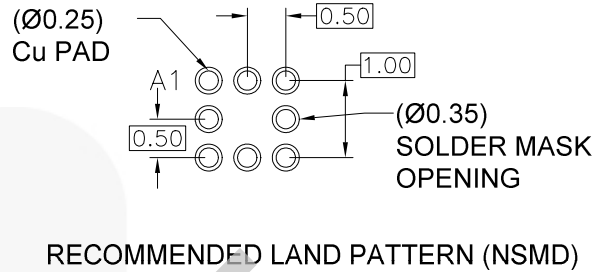 (Ø0.25)
Cu PAD
0.50
1.00
A1
0.50
(Ø0.35)
SOLDER MASK
OPENING
RECOMMENDED LAND PATTERN (NSMD)